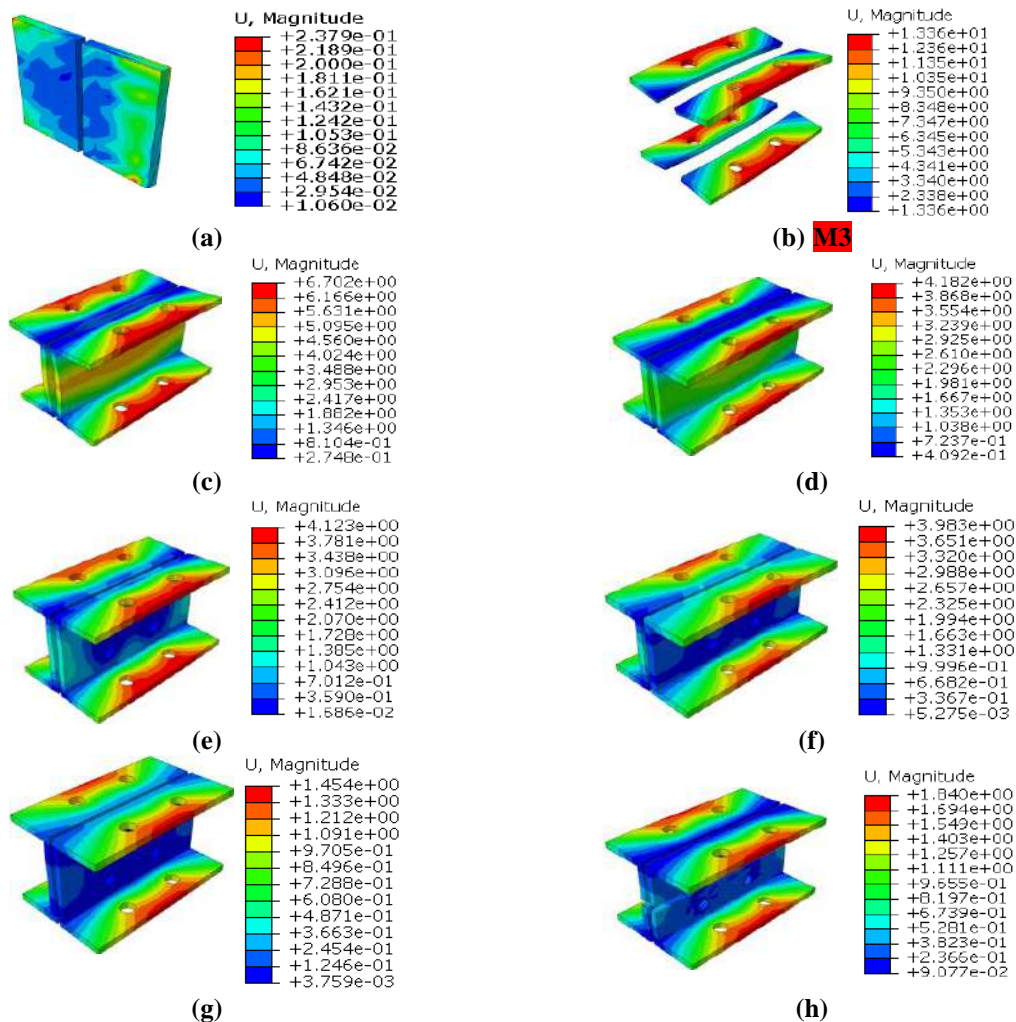 U, Magnitude
+2.379e-01
+2.189e-01
+2.000e-01
+1.811e-01
+1.621e-01
+1.432e-01
+1.242e-01
+1.053e-01
+8.636e-02
+6.742e-02
+4.848e-02
+2.954e-02
+1.060e-02
(a)
U, Magnitude
+1.336e+01
+1.236e+01
+1.135e+01
+1.035e+01
+9.350e+00
+8.348e+00
+7.347e+00
+6.345e+00
+5.343e+00
+4.341e+00
+3.340e+00
+2.338e+00
+1.336e+00
(b) M3
U, Magnitude
+6.702e+00
+6.166e+00
+5.631e+00
+5.095e+00
+4.560e+00
+4.024e+00
+3.488e+00
+2.953e+00
+2.417e+00
+1.882e+00
+1.346e+00
+8.104e-01
+2.748e-01
(c)
U, Magnitude
+4.182e+00
+3.868e+00
+3.554e+00
+3.239e+00
+2.925e+00
+2.610e+00
+2.296e+00
+1.981e+00
+1.667e+00
+1.353e+00
+1.038e+00
+7.237e-01
+4.092e-01
(d)
U, Magnitude
+4.123e+00
+3.781e+00
+3.438e+00
+3.096e+00
+2.754e+00
+2.412e+00
+2.070e+00
+1.728e+00
+1.385e+00
+1.043e+00
+7.012e-01
+3.590e-01
+1.686e-02
(e)
U, Magnitude
+3.983e+00
+3.651e+00
+3.320e+00
+2.988e+00
+2.657e+00
+2.325e+00
+1.994e+00
+1.663e+00
+1.331e+00
+9.996e-01
+6.682e-01
+3.367e-01
+5.275e-03
(f)
U, Magnitude
+1.454e+00
+1.333e+00
+1.212e+00
+1.091e+00
+9.705e-01
+8.496e-01
+7.288e-01
+6.080e-01
+4.871e-01
+3.663e-01
+2.454e-01
+1.246e-01
+3.759e-03
(g)
U, Magnitude
+1.840e+00
+1.694e+00
+1.549e+00
+1.403e+00
+1.257e+00
+1.111e+00
+9.655e-01
+8.197e-01
+6.739e-01
+5.281e-01
+3.823e-01
+2.366e-01
+9.077e-02
(h)